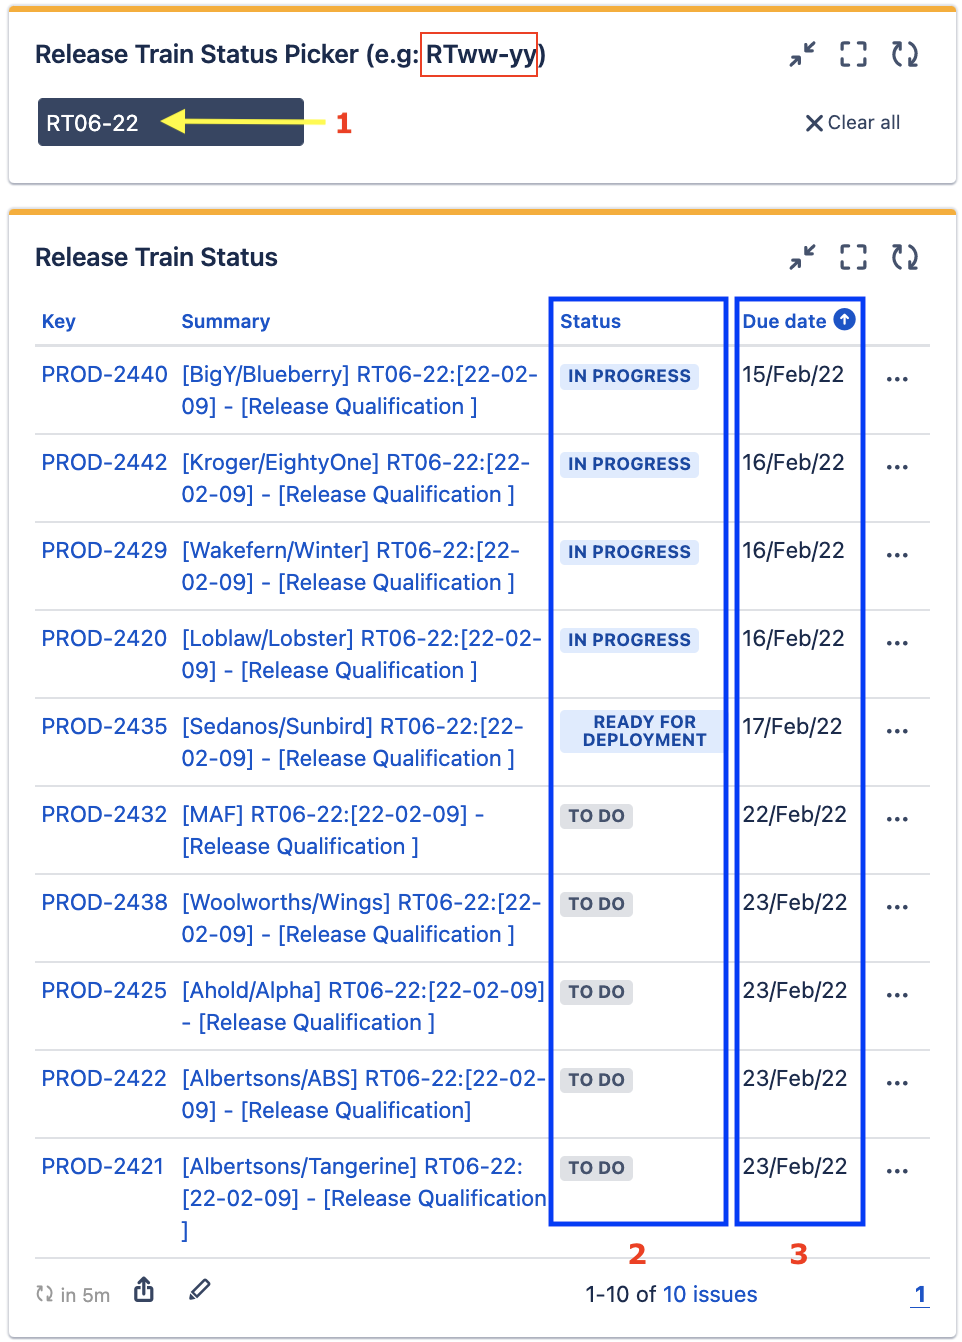 Release Train Status Picker (e.g: RTww-yy)
RT06-22
1
Clear all
Release Train Status
Key Summary Status Due date
PROD-2440 [BigY/Blueberry] RT06-22:[22-02- IN PROGRESS 15/Feb/22
09] - [Release Qualification ]
PROD-2442 [Kroger/EightyOne] RT06-22:[22- IN PROGRESS 16/Feb/22
02-09] - [Release Qualification ]
PROD-2429 [Wakefern/Winter] RT06-22:[22- IN PROGRESS 16/Feb/22
02-09] - [Release Qualification ]
PROD-2420 [Loblaw/Lobster] RT06-22:[22-02- IN PROGRESS 16/Feb/22
09] - [Release Qualification ]
PROD-2435 [Sedanos/Sunbird] RT06-22:[22- READY FOR 17/Feb/22
02-09] - [Release Qualification ] DEPLOYMENT
PROD-2432 [MAF] RT06-22:[22-02-09] - TO DO 22/Feb/22
[Release Qualification ]
PROD-2438 [Woolworths/Wings] RT06-22:[22- TO DO 23/Feb/22
02-09] - [Release Qualification ]
PROD-2425 [Ahold/Alpha] RT06-22:[22-02-09] TO DO 23/Feb/22
- [Release Qualification ]
PROD-2422 [Albertsons/ABS] RT06-22:[22-02- TO DO 23/Feb/22
09] - [Release Qualification]
PROD-2421 [Albertsons/Tangerine] RT06-22: TO DO 23/Feb/22
[22-02-09] - [Release Qualification
]
2 3
in 5m 1-10 of 10 issues 1